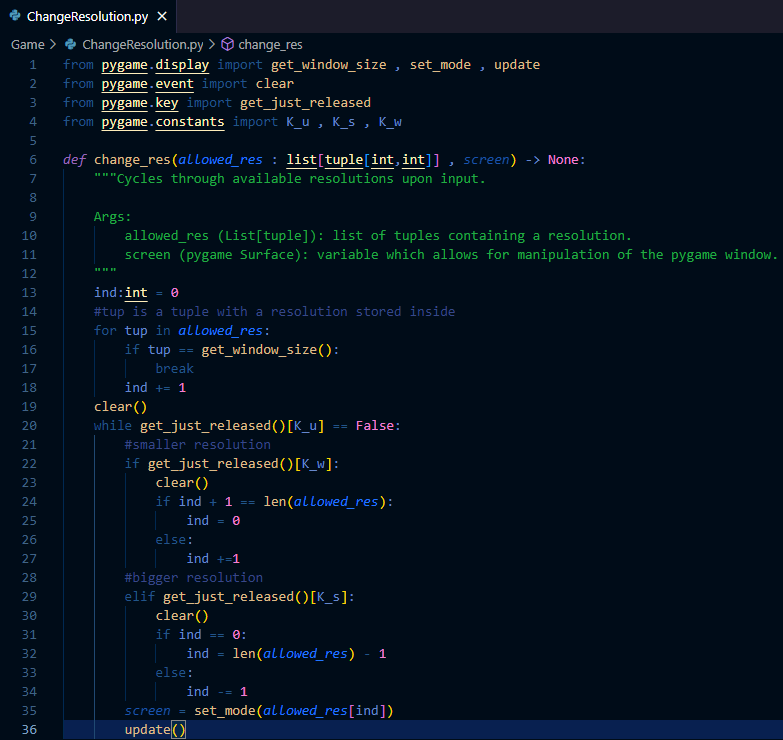 ChangeResolution.py ×
Game > ChangeResolution.py > change_res
1 from pygame.display import get_window_size , set_mode , update
2 from pygame.event import clear
3 from pygame.key import get_just_released
4 from pygame.constants import K_u , K_s , K_w
5
6 def change_res(allowed_res : list[tuple[int,int]] , screen) -> None:
7     """Cycles through available resolutions upon input.
8
9     Args:
10         allowed_res (List[tuple]): list of tuples containing a resolution.
11         screen (pygame Surface): variable which allows for manipulation of the pygame window.
12     """
13     ind:int = 0
14     #tup is a tuple with a resolution stored inside
15     for tup in allowed_res:
16         if tup == get_window_size():
17             break
18         ind += 1
19     clear()
20     while get_just_released()[K_u] == False:
21         #smaller resolution
22         if get_just_released()[K_w]:
23             clear()
24             if ind + 1 == len(allowed_res):
25                 ind = 0
26             else:
27                 ind +=1
28         #bigger resolution
29         elif get_just_released()[K_s]:
30             clear()
31             if ind == 0:
32                 ind = len(allowed_res) - 1
33             else:
34                 ind -= 1
35         screen = set_mode(allowed_res[ind])
36         update()